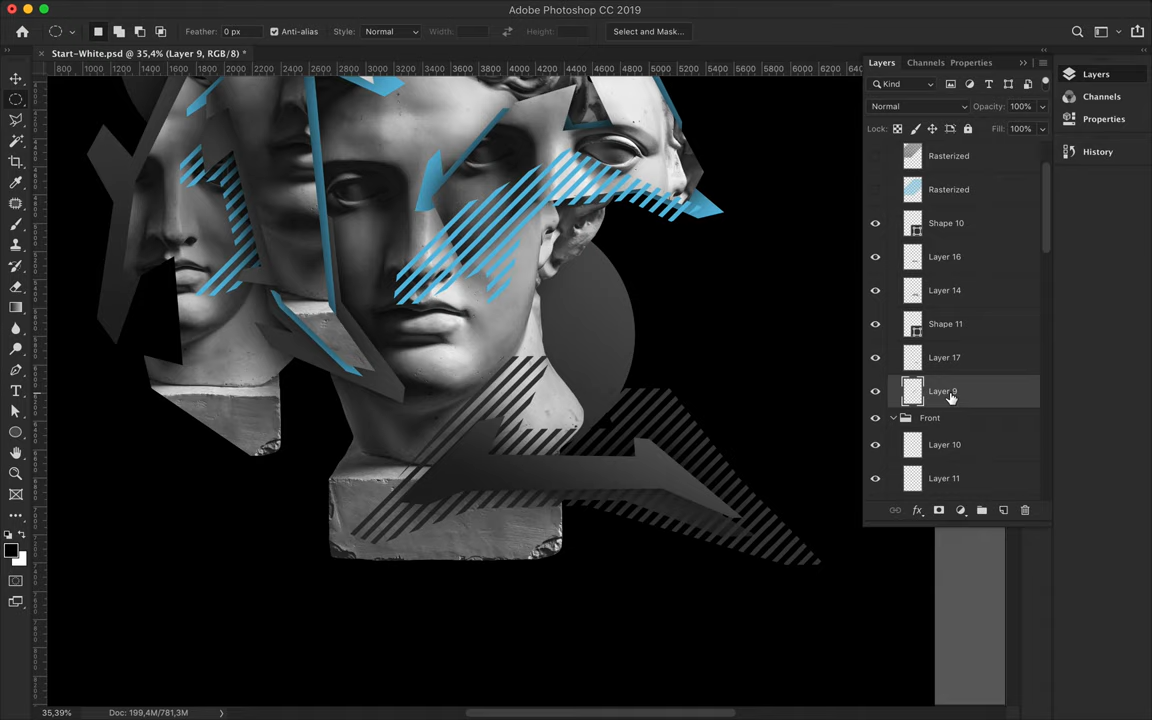 Adobe Photoshop CC 2019
Feather: 0 px Anti-alias Style: Normal Width: Height: Select and Mask...
Start-White.psd @ 35,4% (Layer 9, RGB/8) *
800 1000 1200 1400 1600 1800 2000 2200 2400 2600 2800 3000 3200 3400 3600 3800 4000 4200 4400 4600 4800 5000 5200 5400 5600 5800 6000 6200
Layers Channels Properties
Kind
Normal Opacity: 100%
Lock: Fill: 100%
Rasterized
Rasterized
Shape 10
Layer 16
Layer 14
Shape 11
Layer 17
Layer 9
Front
Layer 10
Layer 11
fx
Layers
Channels
Properties
History
35,39% Doc: 199,4M/781,3M